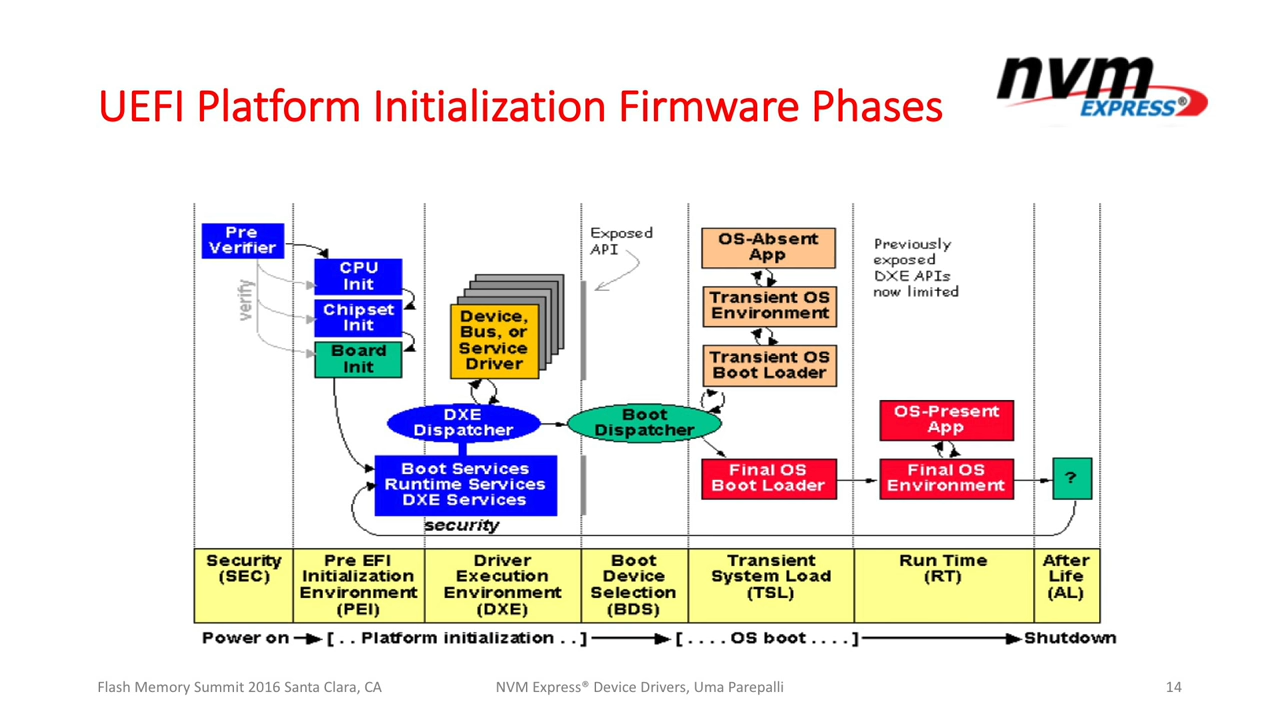 UEFI Platform Initialization Firmware Phases
nvm
EXPRESS®
Pre
Verifier
verify
CPU
Init
Chipset
Init
Board
Init
Device,
Bus, or
Service
Driver
DXE
Dispatcher
Boot Services
Runtime Services
DXE Services
security
Exposed
API
Boot
Dispatcher
OS-Absent
App
Transient OS
Environment
Transient OS
Boot Loader
Final OS
Boot Loader
Previously
exposed
DXE APIs
now limited
OS-Present
App
Final OS
Environment
?
Security
(SEC)
Pre EFI
Initialization
Environment
(PEI)
Driver
Execution
Environment
(DXE)
Boot
Device
Selection
(BDS)
Transient
System Load
(TSL)
Run Time
(RT)
After
Life
(AL)
Power on [ . . Platform initialization . . ] [ . . . . OS boot . . . . ] Shutdown
Flash Memory Summit 2016 Santa Clara, CA
NVM Express® Device Drivers, Uma Parepalli
14